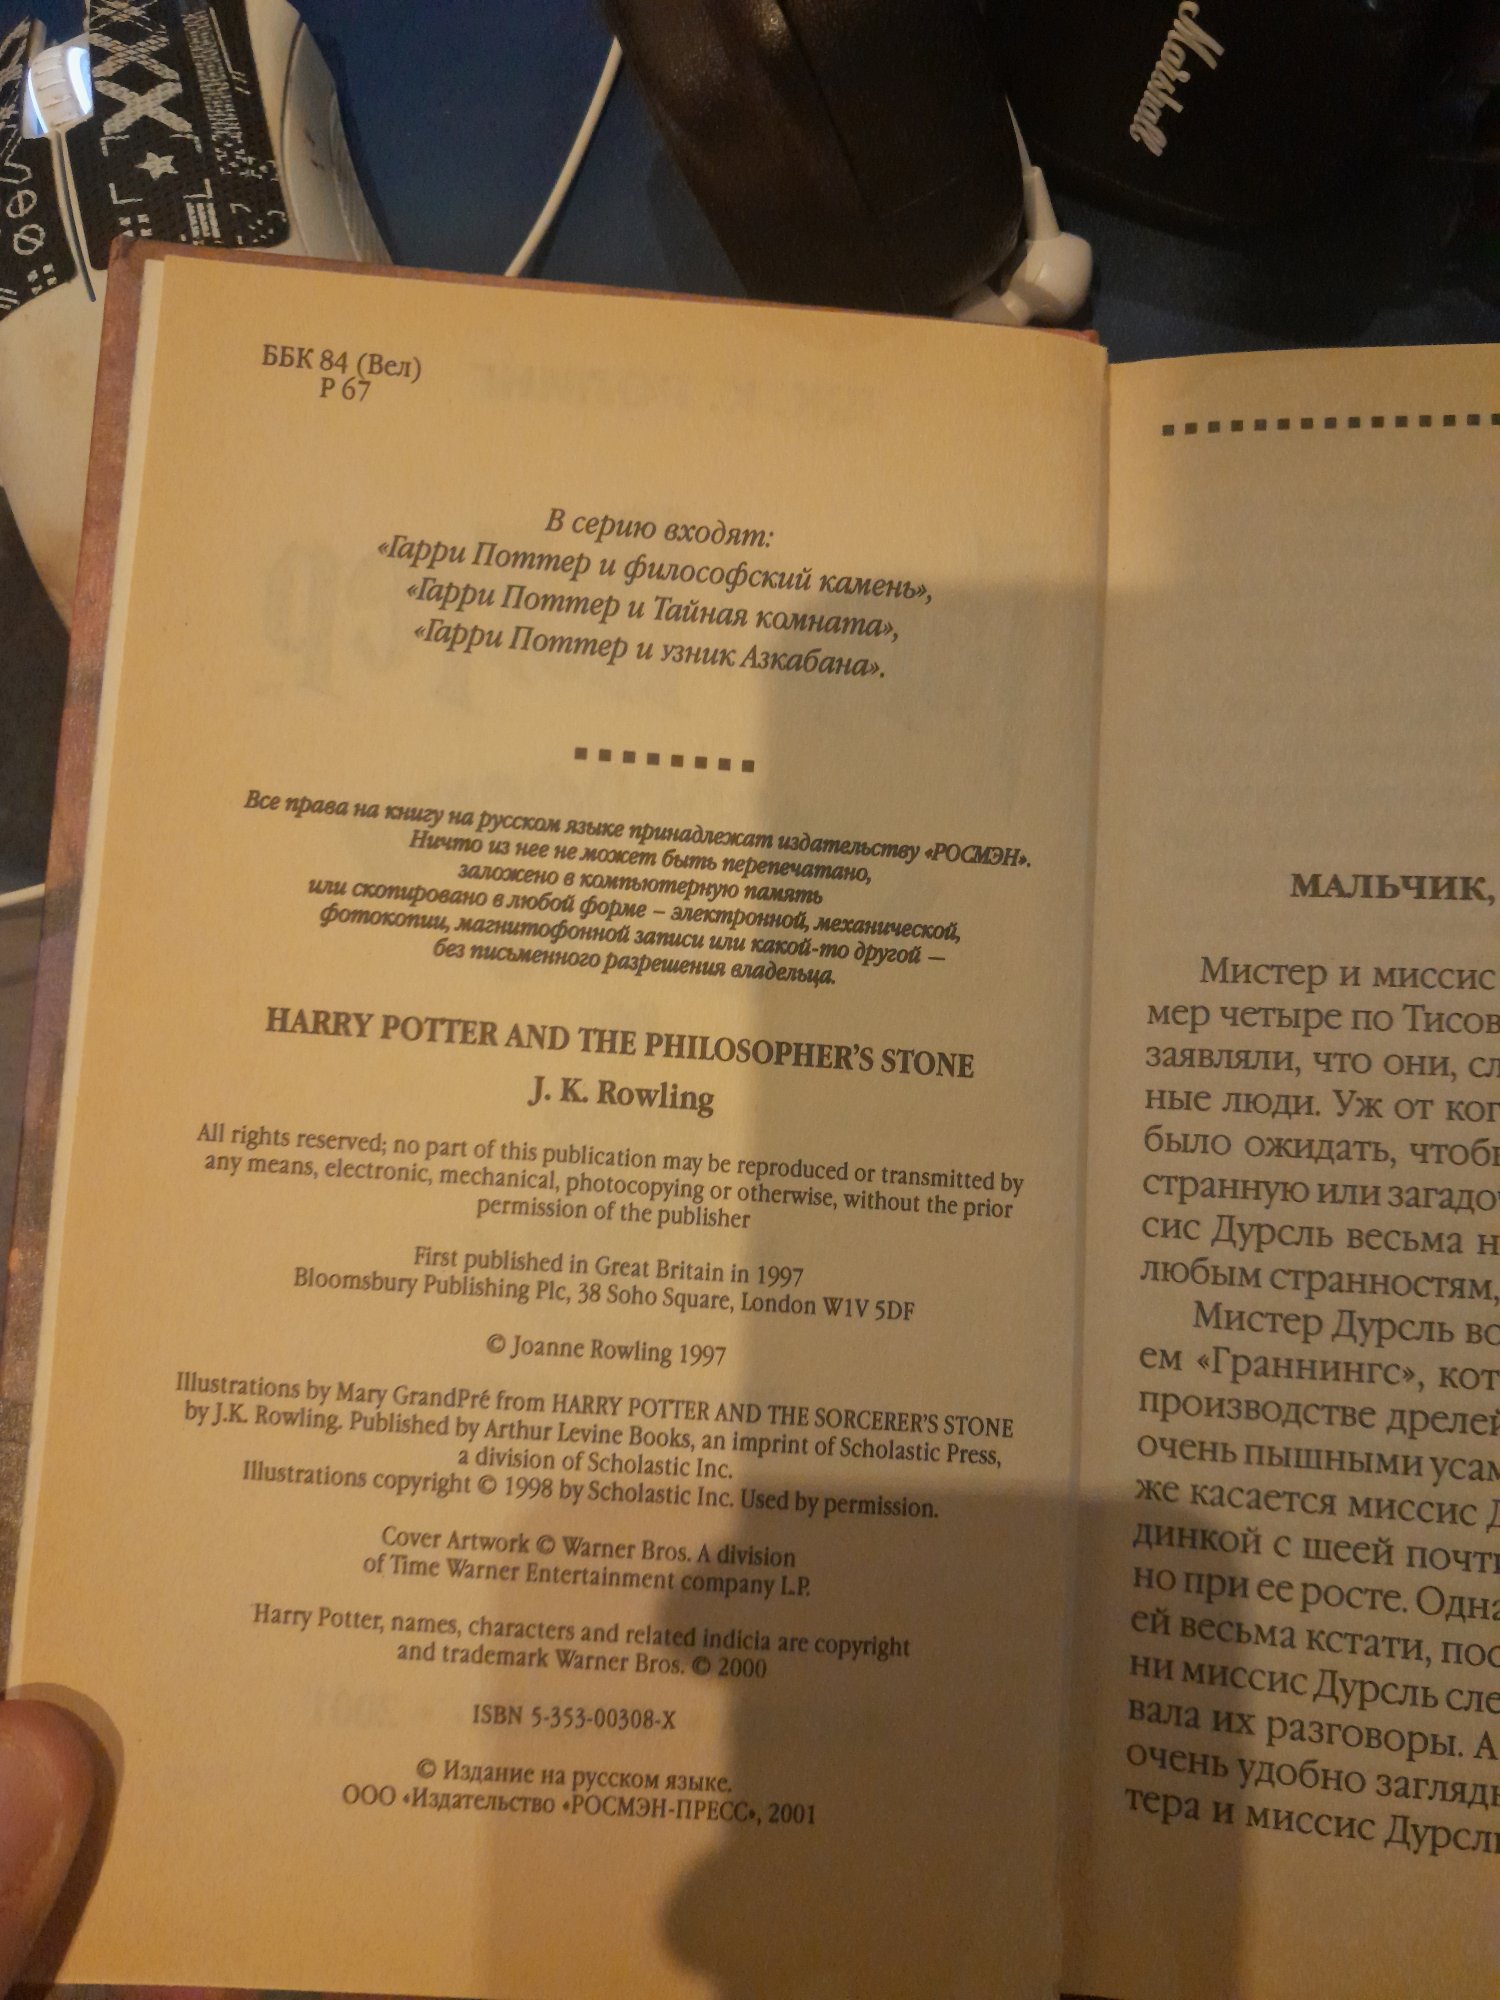 Marshall
ББК 84 (Вел)
Р 67
В серию входят:
«Гарри Поттер и философский камень»,
«Гарри Поттер и Тайная комната»,
«Гарри Поттер и узник Азкабана».
Все права на книгу на русском языке принадлежат издательству «РОСМЭН».
Ничто из нее не может быть перепечатано,
заложено в компьютерную память
или скопировано в любой форме – электронной, механической,
фотокопии, магнитофонной записи или какой-то другой —
без письменного разрешения владельца.
HARRY POTTER AND THE PHILOSOPHER'S STONE
J. K. Rowling
All rights reserved; no part of this publication may be reproduced or transmitted by
any means, electronic, mechanical, photocopying or otherwise, without the prior
permission of the publisher
First published in Great Britain in 1997
Bloomsbury Publishing Plc, 38 Soho Square, London W1V 5DF
© Joanne Rowling 1997
Illustrations by Mary GrandPré from HARRY POTTER AND THE SORCERER'S STONE
by J.K. Rowling. Published by Arthur Levine Books, an imprint of Scholastic Press,
a division of Scholastic Inc.
Illustrations copyright © 1998 by Scholastic Inc. Used by permission.
Cover Artwork © Warner Bros. A division
of Time Warner Entertainment company L.P.
Harry Potter, names, characters and related indicia are copyright
and trademark Warner Bros. © 2000
ISBN 5-353-00308-X
© Издание на русском языке.
ООО «Издательство «РОСМЭН-ПРЕСС», 2001
МАЛЬЧИК,
Мистер и миссис
мер четыре по Тисов
заявляли, что они, сл
ные люди. Уж от ког
было ожидать, чтобы
странную или загадоч
сис Дурсль весьма н
любым странностям,
Мистер Дурсль во
ем «Граннингс», кот
производстве дрелей
очень пышными усам
же касается миссис Д
динкой с шеей почти
но при ее росте. Одна
ей весьма кстати, пос
ни миссис Дурсль сле
вала их разговоры. А
очень удобно загляды
тера и миссис Дурсль